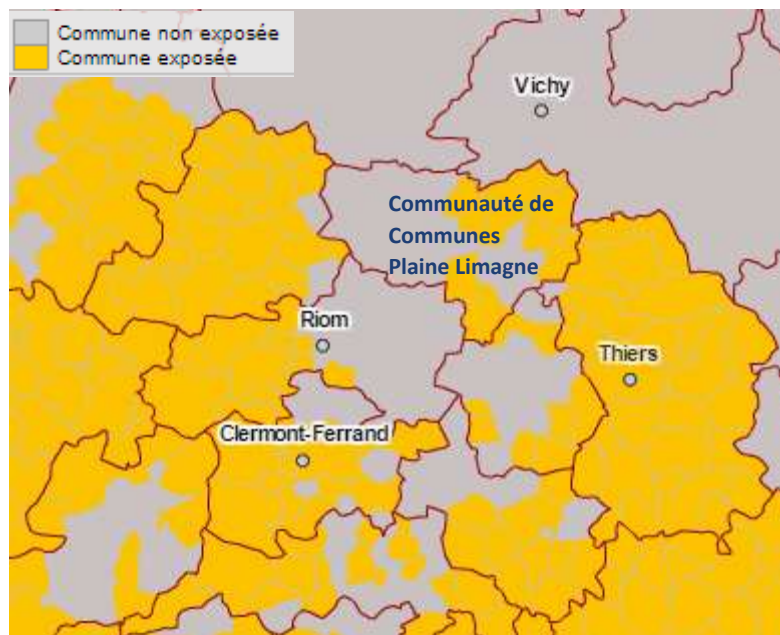 Commune non exposée
Commune exposée
Vichy
Communauté de
Communes
Plaine Limagne
Riom
Thiers
Clermont-Ferrand